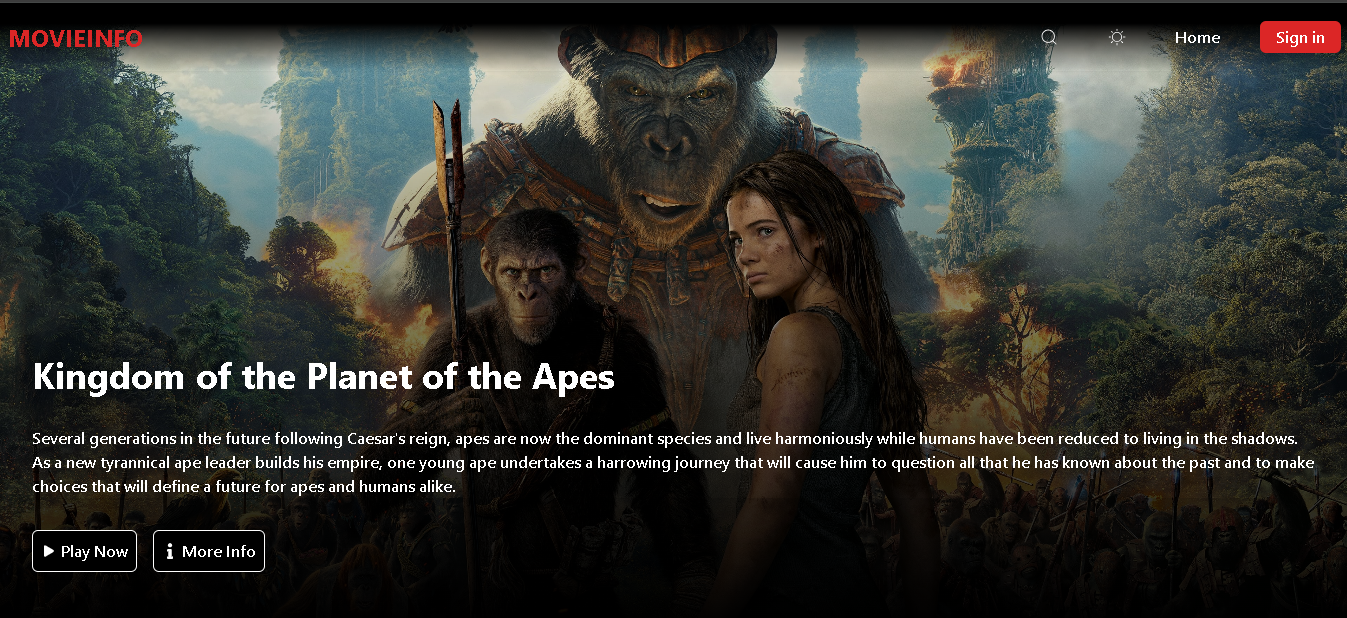 MOVIEINFO
Home
Sign in
Kingdom of the Planet of the Apes
Several generations in the future following Caesar's reign, apes are now the dominant species and live harmoniously while humans have been reduced to living in the shadows.
As a new tyrannical ape leader builds his empire, one young ape undertakes a harrowing journey that will cause him to question all that he has known about the past and to make
choices that will define a future for apes and humans alike.
Play Now
More Info